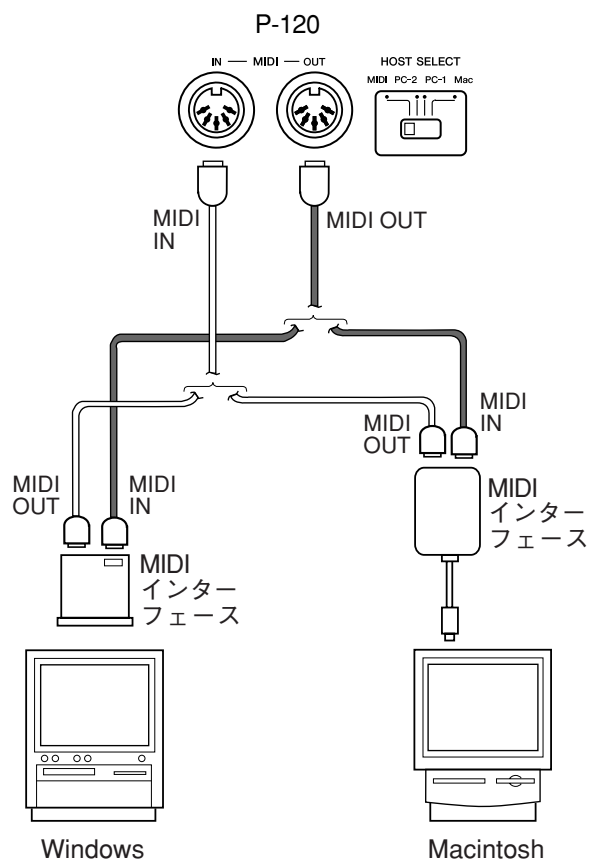 P-120
IN — MIDI — OUT
HOST SELECT
MIDI PC-2 PC-1 Mac
MIDI
IN
MIDI OUT
MIDI
OUT
MIDI
IN
MIDI
OUT
MIDI
IN
MIDI
インター
フェース
MIDI
インター
フェース
Windows
Macintosh